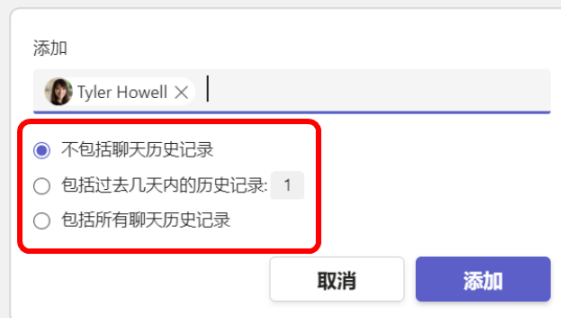 添加
Tyler Howell
不包括聊天历史记录
包括过去几天内的历史记录: 1
包括所有聊天历史记录
取消 添加